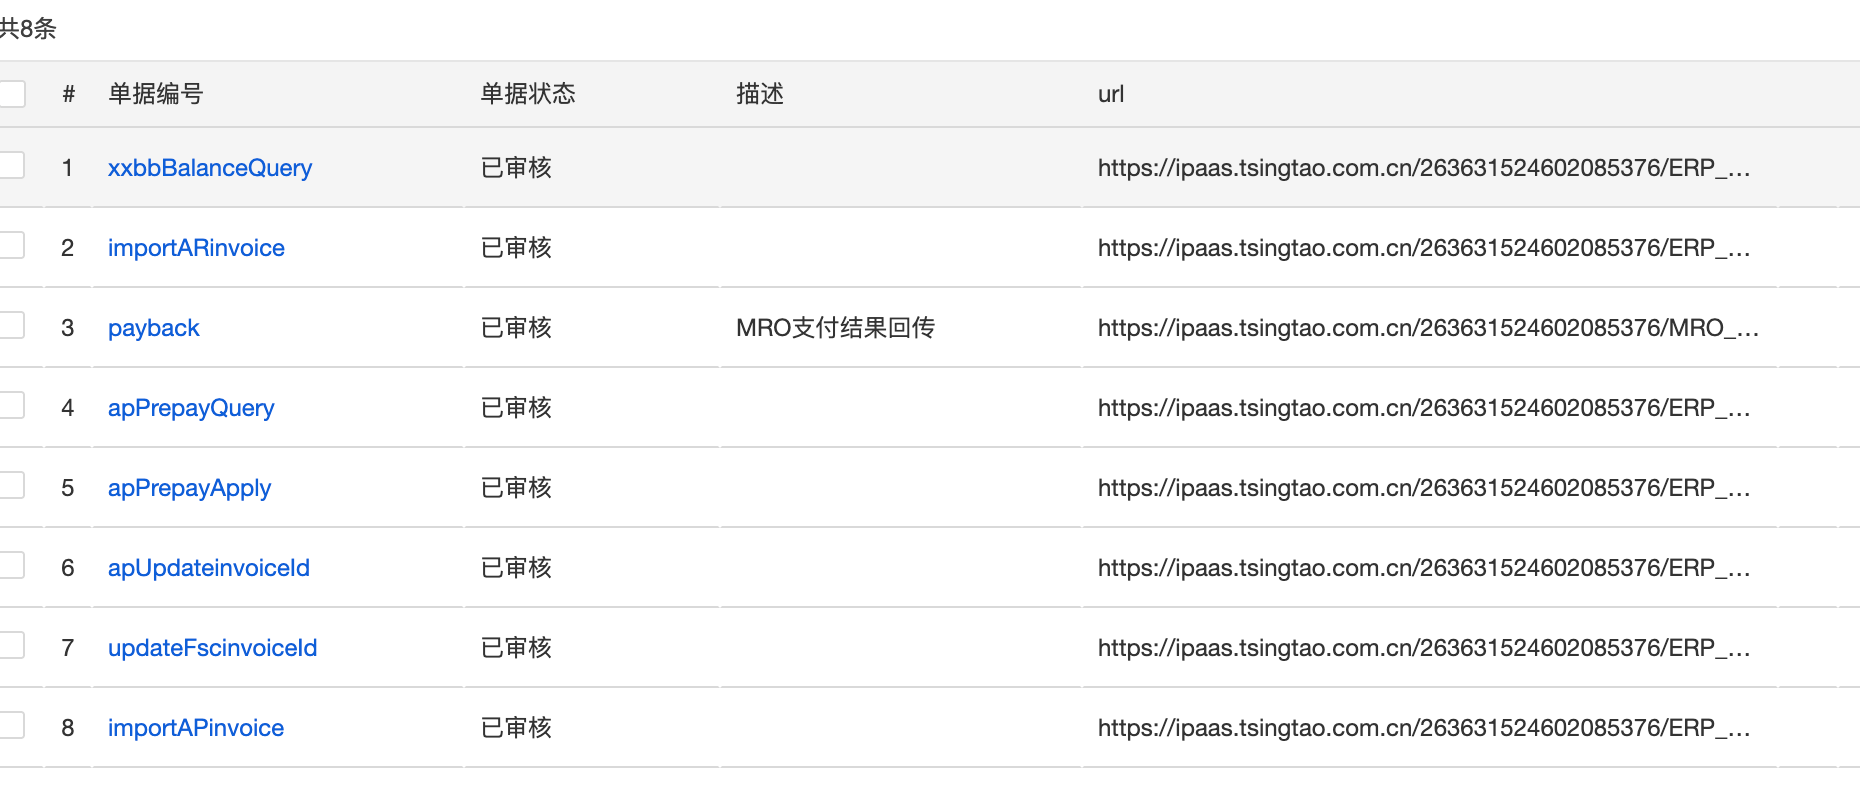 共8条
# 单据编号 单据状态 描述 url
1 xxbbBalanceQuery 已审核 https://ipaas.tsingtao.com.cn/263631524602085376/ERP_...
2 importARinvoice 已审核 https://ipaas.tsingtao.com.cn/263631524602085376/ERP_...
3 payback 已审核 MRO支付结果回传 https://ipaas.tsingtao.com.cn/263631524602085376/MRO_...
4 apPrepayQuery 已审核 https://ipaas.tsingtao.com.cn/263631524602085376/ERP_...
5 apPrepayApply 已审核 https://ipaas.tsingtao.com.cn/263631524602085376/ERP_...
6 apUpdateinvoiceId 已审核 https://ipaas.tsingtao.com.cn/263631524602085376/ERP_...
7 updateFscinvoiceId 已审核 https://ipaas.tsingtao.com.cn/263631524602085376/ERP_...
8 importAPinvoice 已审核 https://ipaas.tsingtao.com.cn/263631524602085376/ERP_...